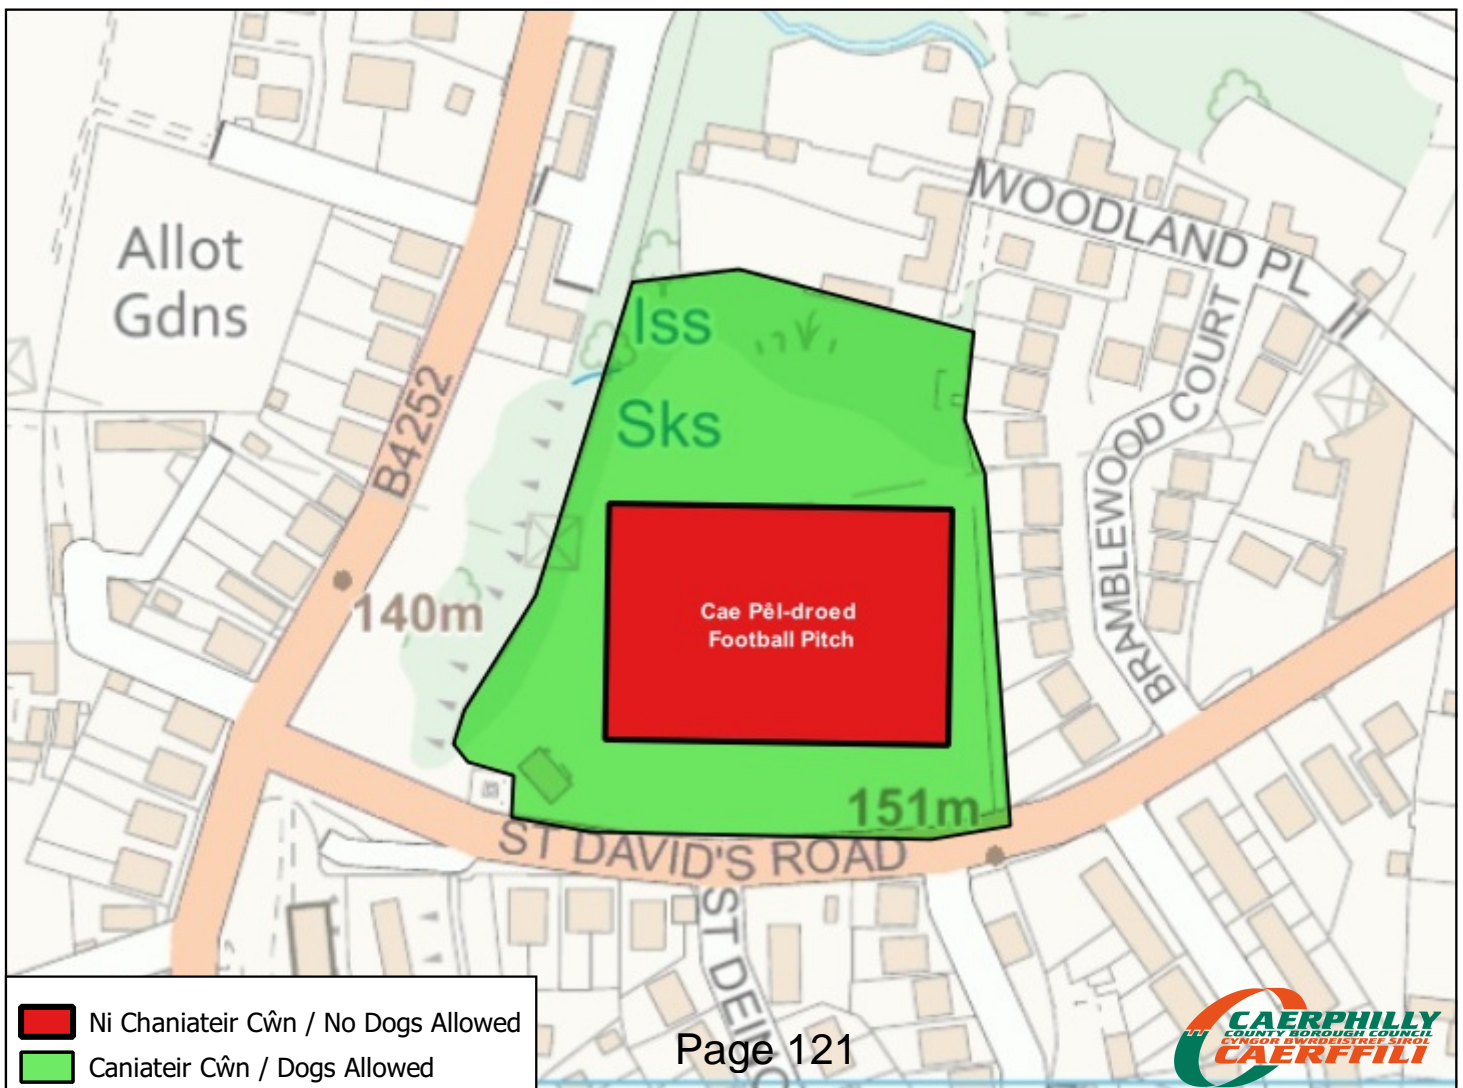 Allot
Gdns
B4252
140m
Iss
Sks
WOODLAND PL
BRAMBLEWOOD COURT
Cae Pêl-droed
Football Pitch
151m
ST DAVID'S ROAD
ST DEIN
Ni Chaniateir Cŵn / No Dogs Allowed
Caniateir Cŵn / Dogs Allowed
Page 121
CAERPHILLY
COUNTY BOROUGH COUNCIL
CYNGOR BWRDEISTREF SIROL
CAERFFILI